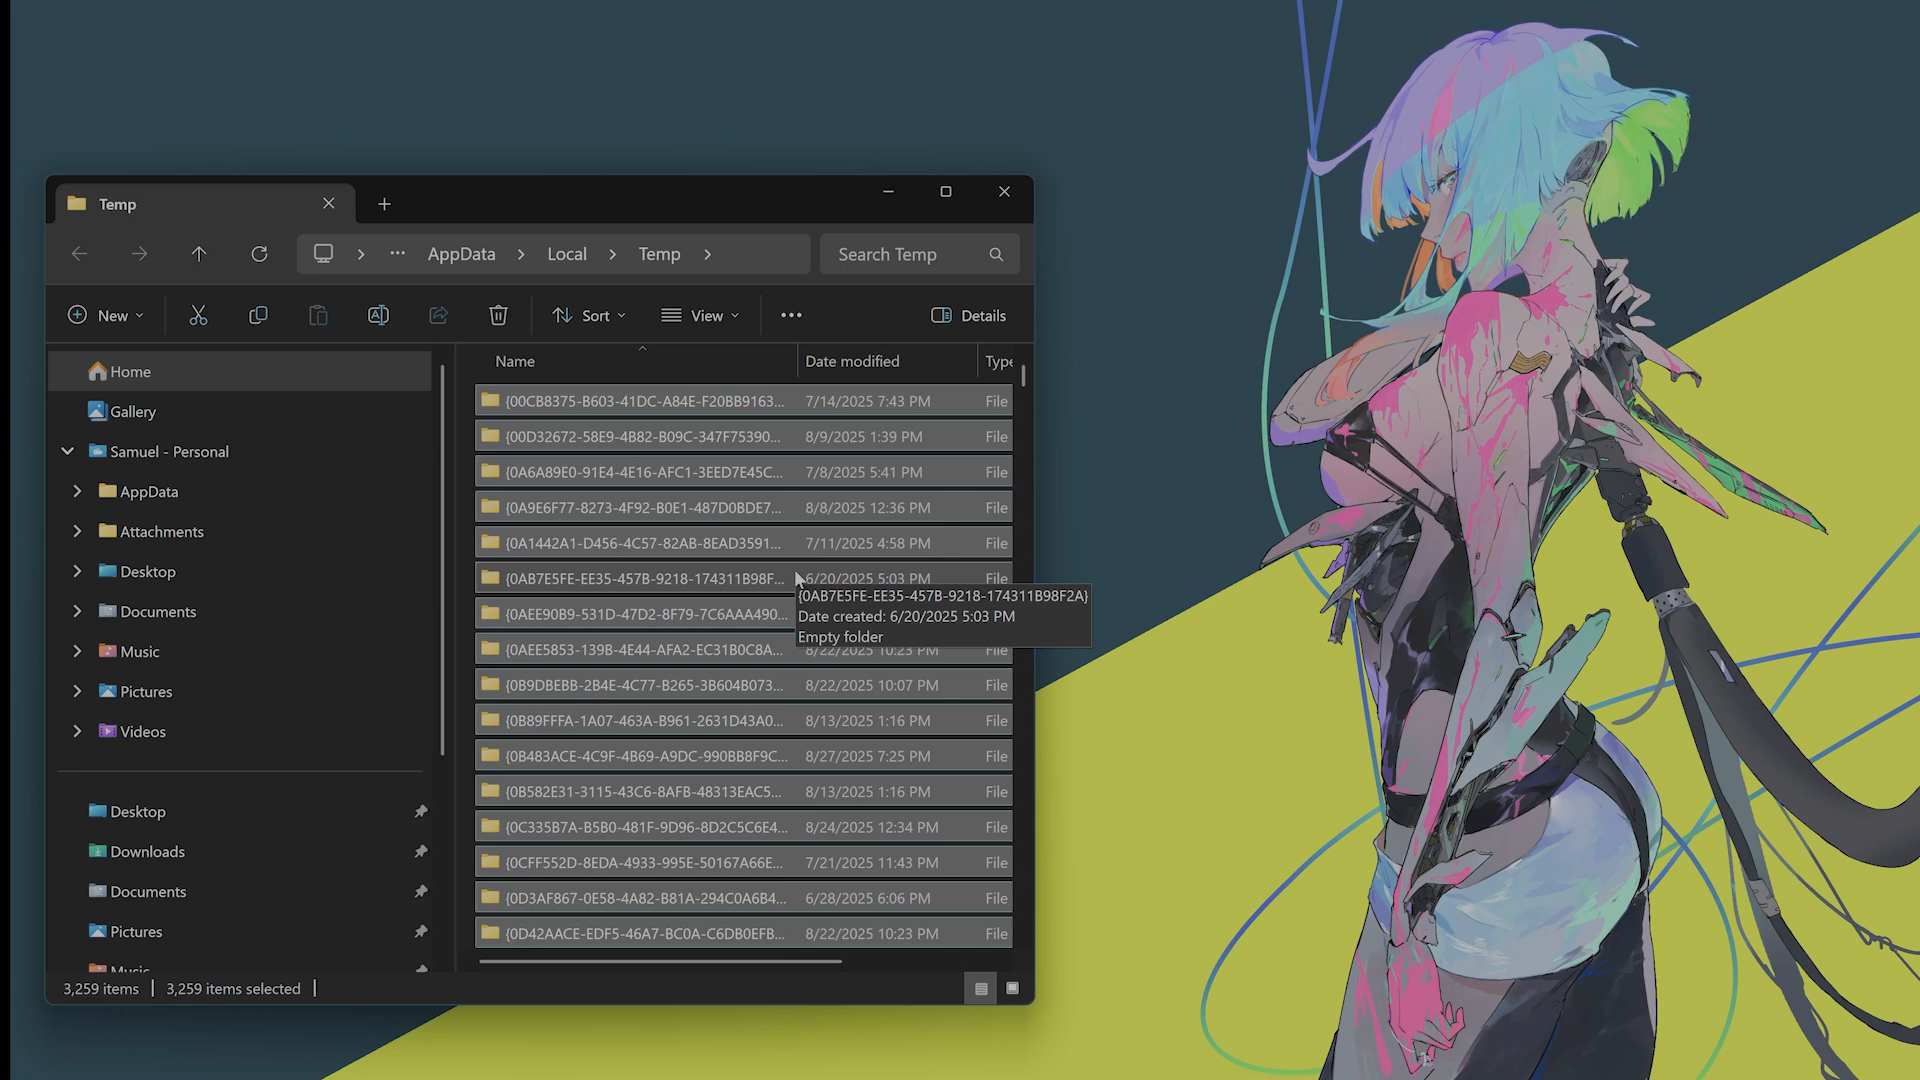 Temp
AppData
Local
Temp
Search Temp
New
Sort
View
Details
Name
Date modified
Type
Home
Gallery
Samuel - Personal
AppData
Attachments
Desktop
Documents
Music
Pictures
Videos
Desktop
Downloads
Documents
Pictures
Music
{00CB8375-B603-41DC-A84E-F20BB9163... 7/14/2025 7:43 PM File
{00D32672-58E9-4B82-B09C-347F75390... 8/9/2025 1:39 PM File
{0A6A89E0-91E4-4E16-AFC1-3EED7E45C... 7/8/2025 5:41 PM File
{0A9E6F77-8273-4F92-B0E1-487D0BDE7... 8/8/2025 12:36 PM File
{0A1442A1-D456-4C57-82AB-8EAD3591... 7/11/2025 4:58 PM File
{0AB7E5FE-EE35-457B-9218-174311B98F... 6/20/2025 5:03 PM File
{0AEE90B9-531D-47D2-8F79-7C6AAA490...
{0AEE5853-139B-4E44-AFA2-EC31B0C8A... 8/22/2025 10:23 PM File
{0B9DBEBB-2B4E-4C77-B265-3B604B073... 8/22/2025 10:07 PM File
{0B89FFFA-1A07-463A-B961-2631D43A0... 8/13/2025 1:16 PM File
{0B483ACE-4C9F-4B69-A9DC-990BB8F9C... 8/27/2025 7:25 PM File
{0B582E31-3115-43C6-8AFB-48313EAC5... 8/13/2025 1:16 PM File
{0C335B7A-B5B0-481F-9D96-8D2C5C6E4... 8/24/2025 12:34 PM File
{0CFF552D-8EDA-4933-995E-50167A66E... 7/21/2025 11:43 PM File
{0D3AF867-0E58-4A82-B81A-294C0A6B4... 6/28/2025 6:06 PM File
{0D42AACE-EDF5-46A7-BC0A-C6DB0EFB... 8/22/2025 10:23 PM File
{0AB7E5FE-EE35-457B-9218-174311B98F2A}
Date created: 6/20/2025 5:03 PM
Empty folder
3,259 items
3,259 items selected